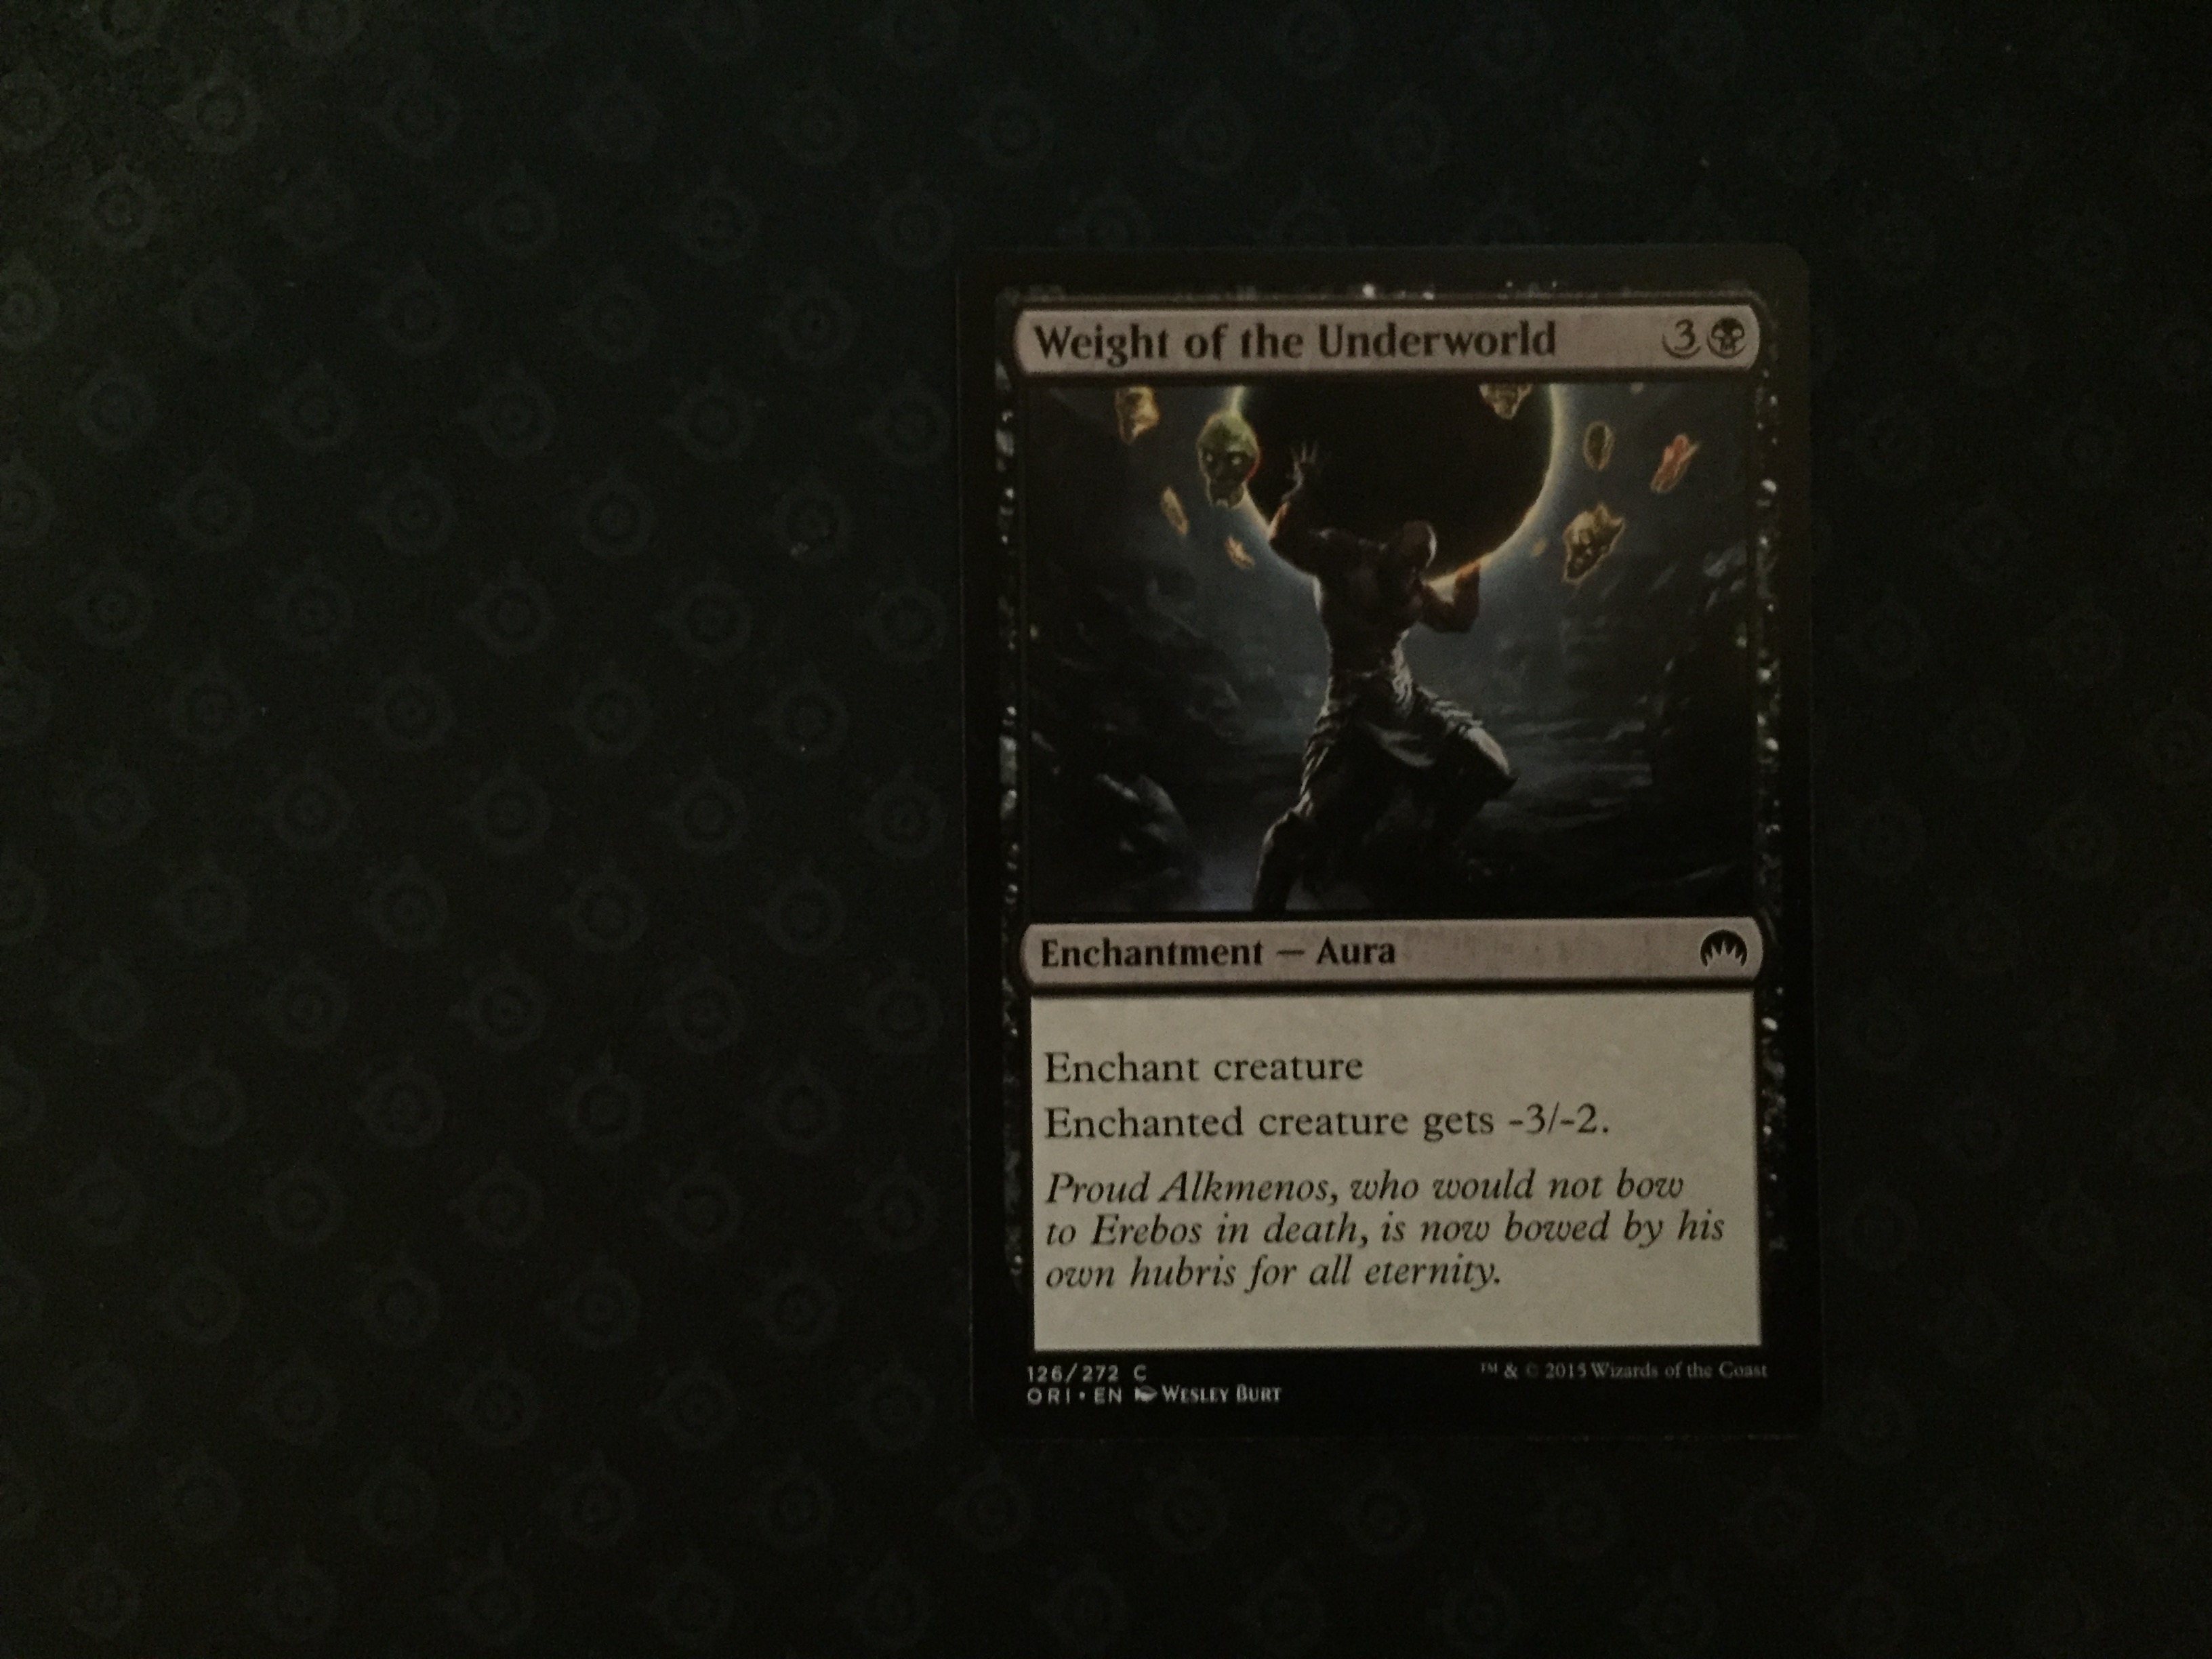 Weight of the Underworld 3
Enchantment — Aura
Enchant creature
Enchanted creature gets -3/-2.
Proud Alkmenos, who would not bow
to Erebos in death, is now bowed by his
own hubris for all eternity.
126/272 C
™ & © 2015 Wizards of the Coast
ORI • EN WESLEY BURT